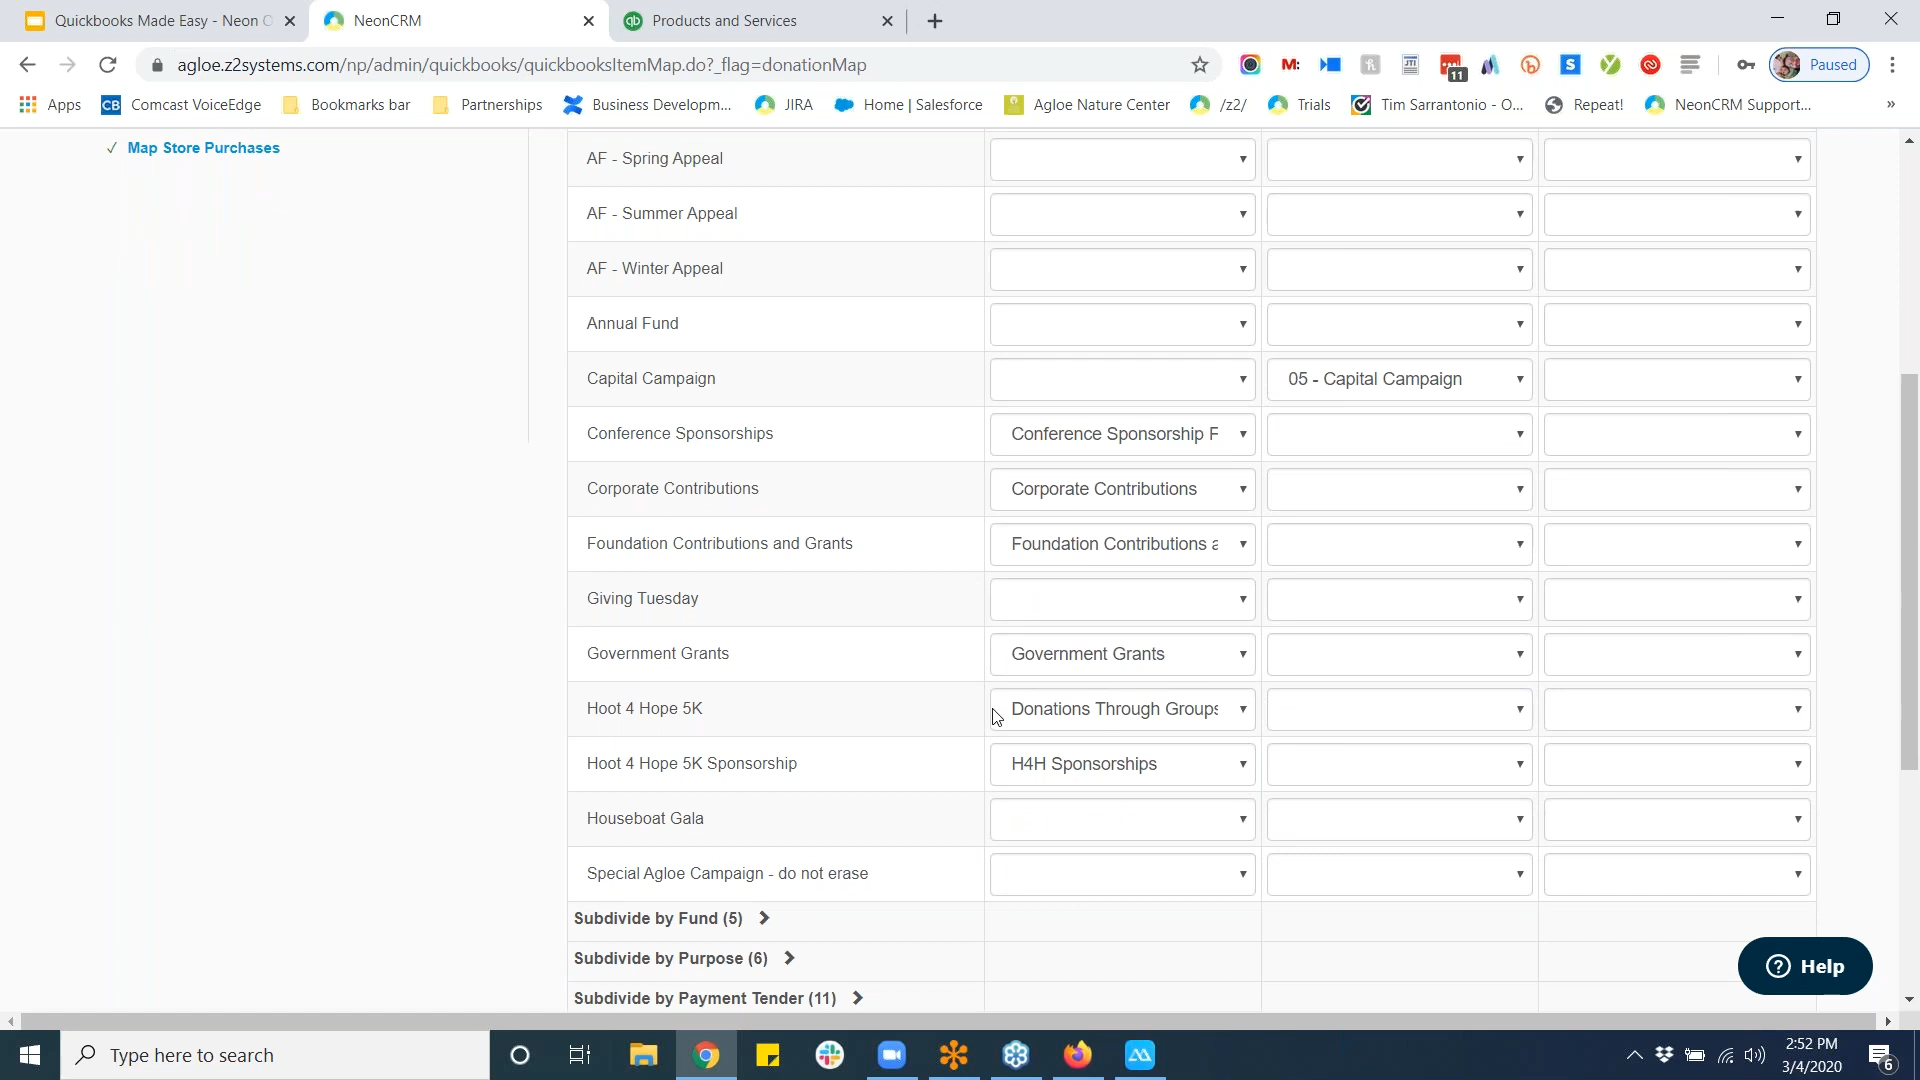 Quickbooks Made Easy - Neon
NeonCRM
Products and Services
agloe.z2systems.com/np/admin/quickbooks/quickbooksItemMap.do?_flag=donationMap
M:
JTI
11
S
Paused
Apps
CB Comcast VoiceEdge
Bookmarks bar
Partnerships
Business Developm...
JIRA
Home | Salesforce
Agloe Nature Center
/z2/
Trials
Tim Sarrantonio - O...
Repeat!
NeonCRM Support...
»
✓ Map Store Purchases
AF - Spring Appeal
AF - Summer Appeal
AF - Winter Appeal
Annual Fund
Capital Campaign 05 - Capital Campaign
Conference Sponsorships Conference Sponsorship F
Corporate Contributions Corporate Contributions
Foundation Contributions and Grants Foundation Contributions a
Giving Tuesday
Government Grants Government Grants
Hoot 4 Hope 5K Donations Through Groups
Hoot 4 Hope 5K Sponsorship H4H Sponsorships
Houseboat Gala
Special Agloe Campaign - do not erase
Subdivide by Fund (5)
Subdivide by Purpose (6)
Subdivide by Payment Tender (11)
? Help
Type here to search
2:52 PM
3/4/2020
6